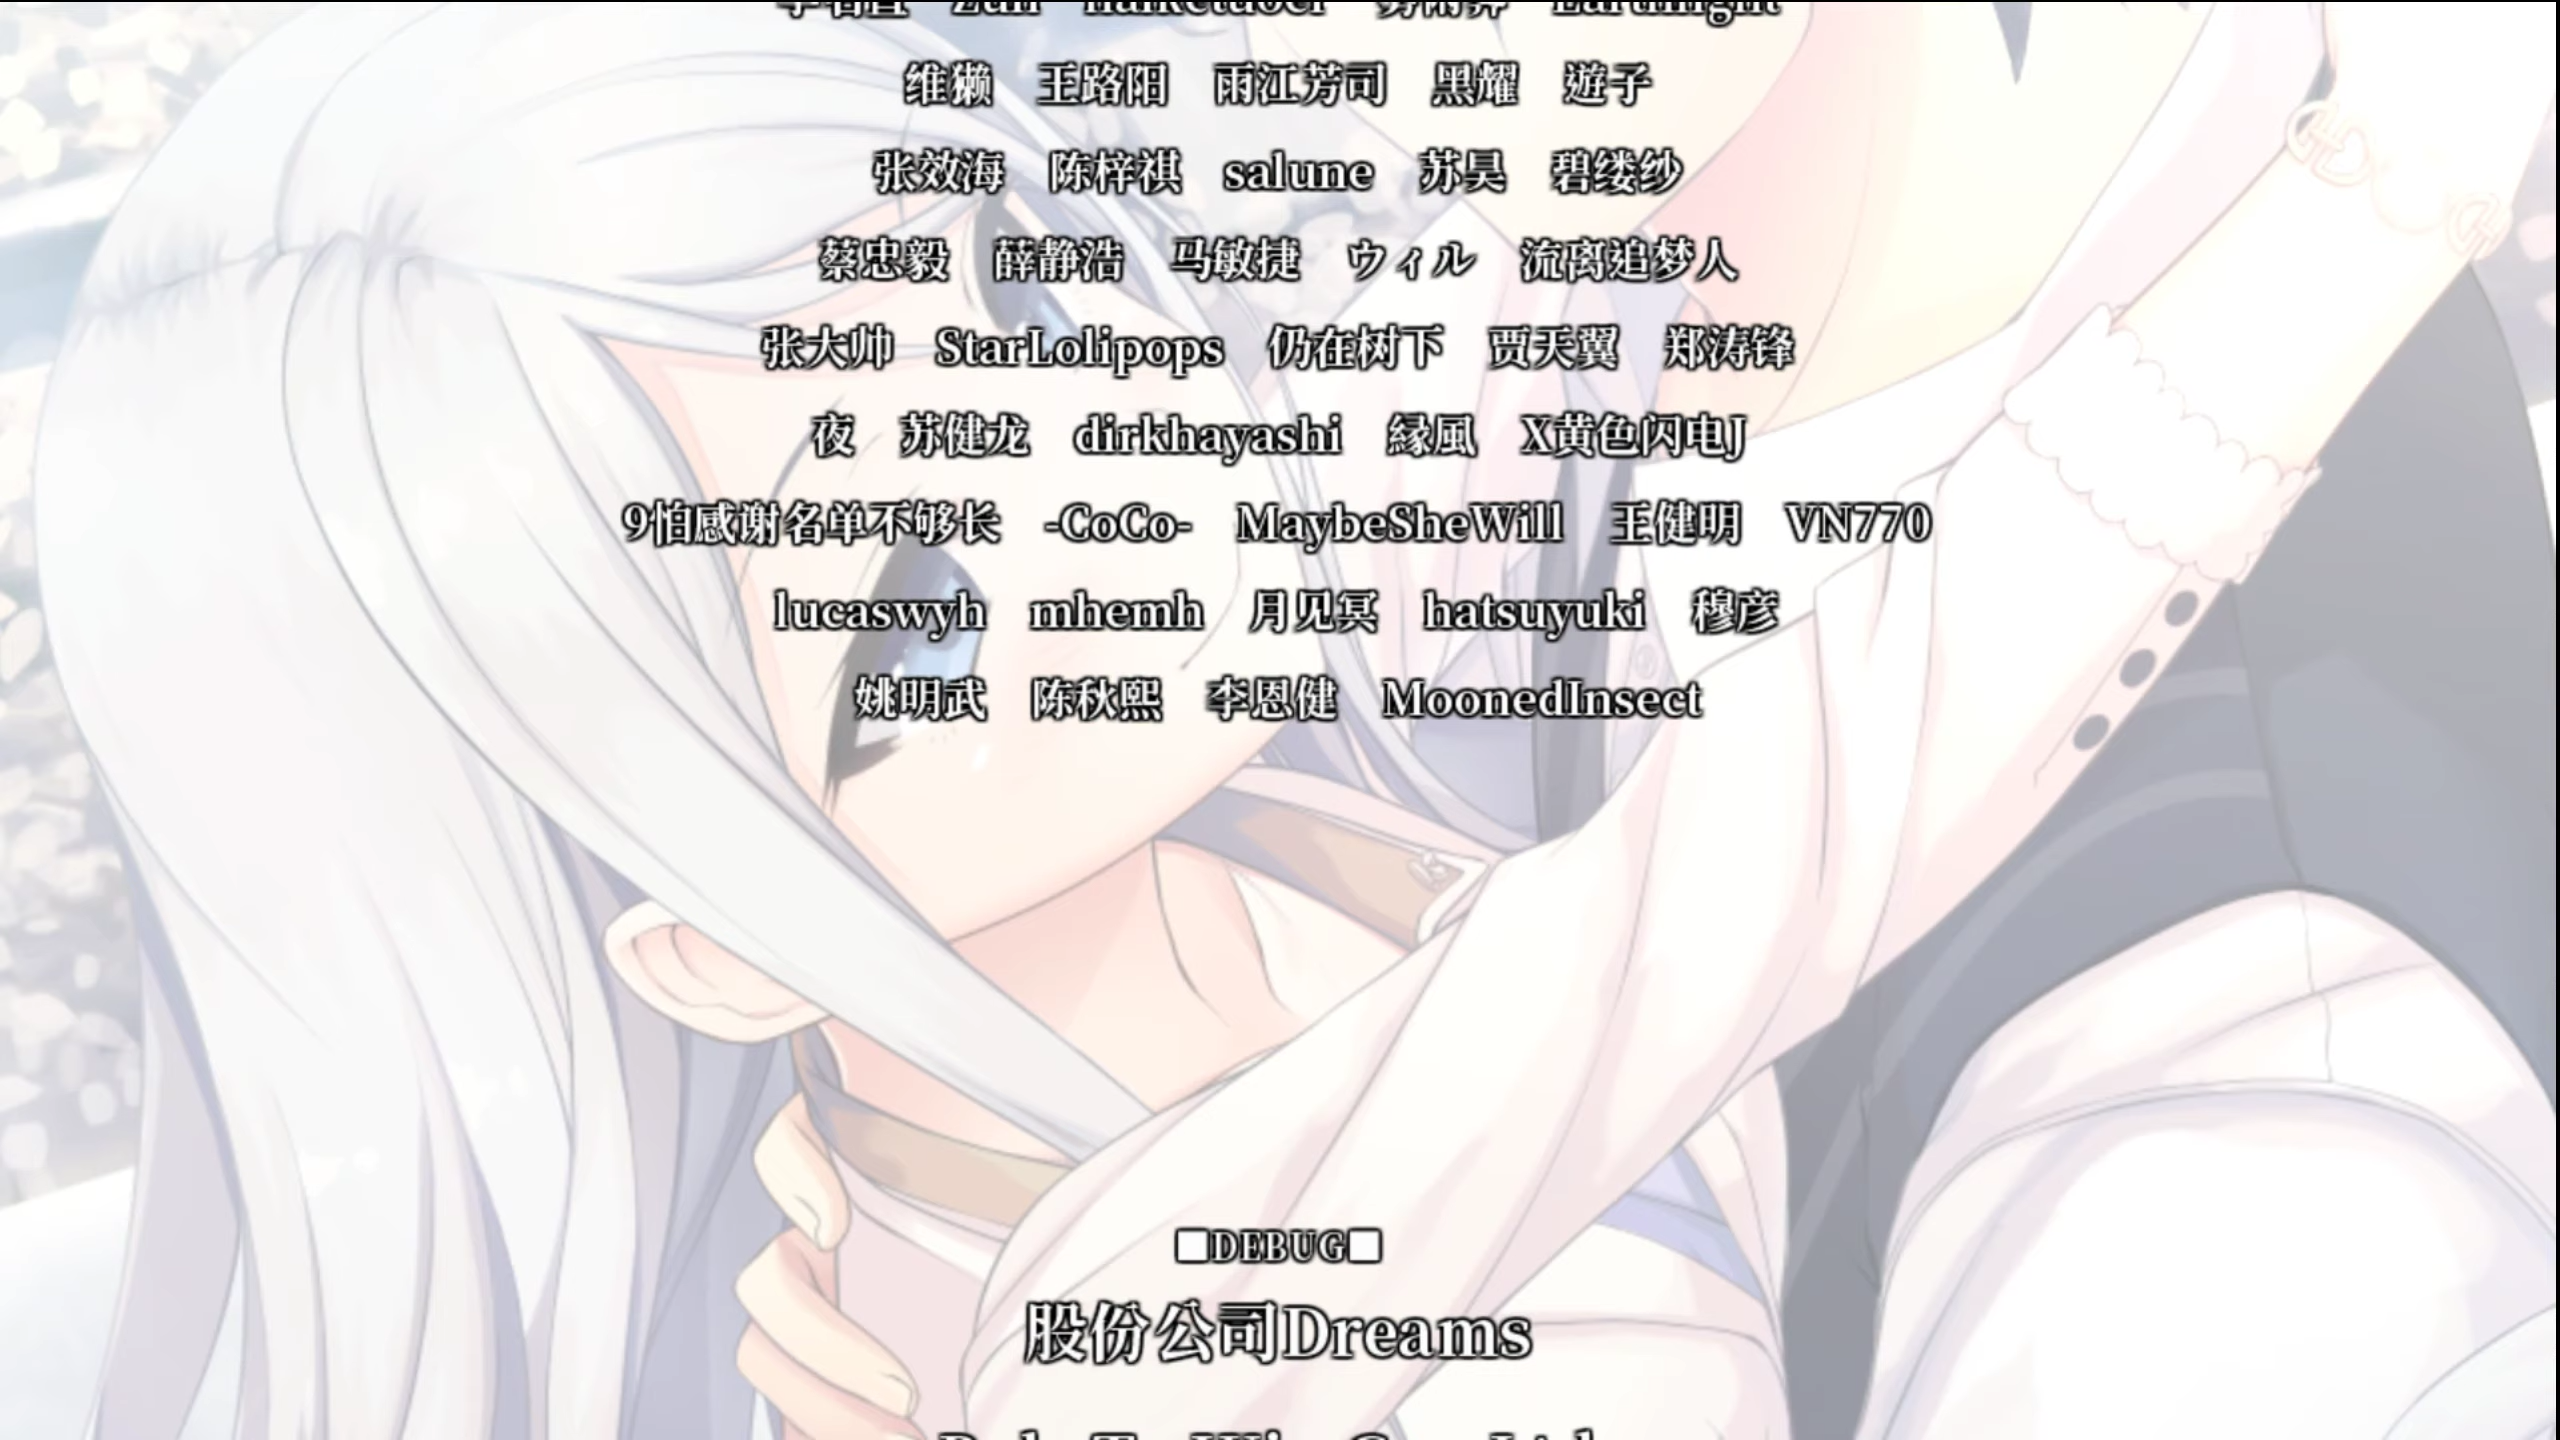 维獭 王路阳 雨江芳司 黑耀 遊子
张效海 陈梓祺 salune 苏昊 碧缕纱
蔡忠毅 薛静浩 马敏捷 ウィル 流离追梦人
张大帅 StarLolipops 仍在树下 贾天翼 郑涛锋
夜 苏健龙 dirkhayashi 縁風 X黄色闪电J
9怕感谢名单不够长 -CoCo- MaybeSheWill 王健明 VN770
lucaswyh mhemh 月见冥 hatsuyuki 穆彦
姚明武 陈秋熙 李恩健 MoonedInsect
□DEBUG□
股份公司Dreams